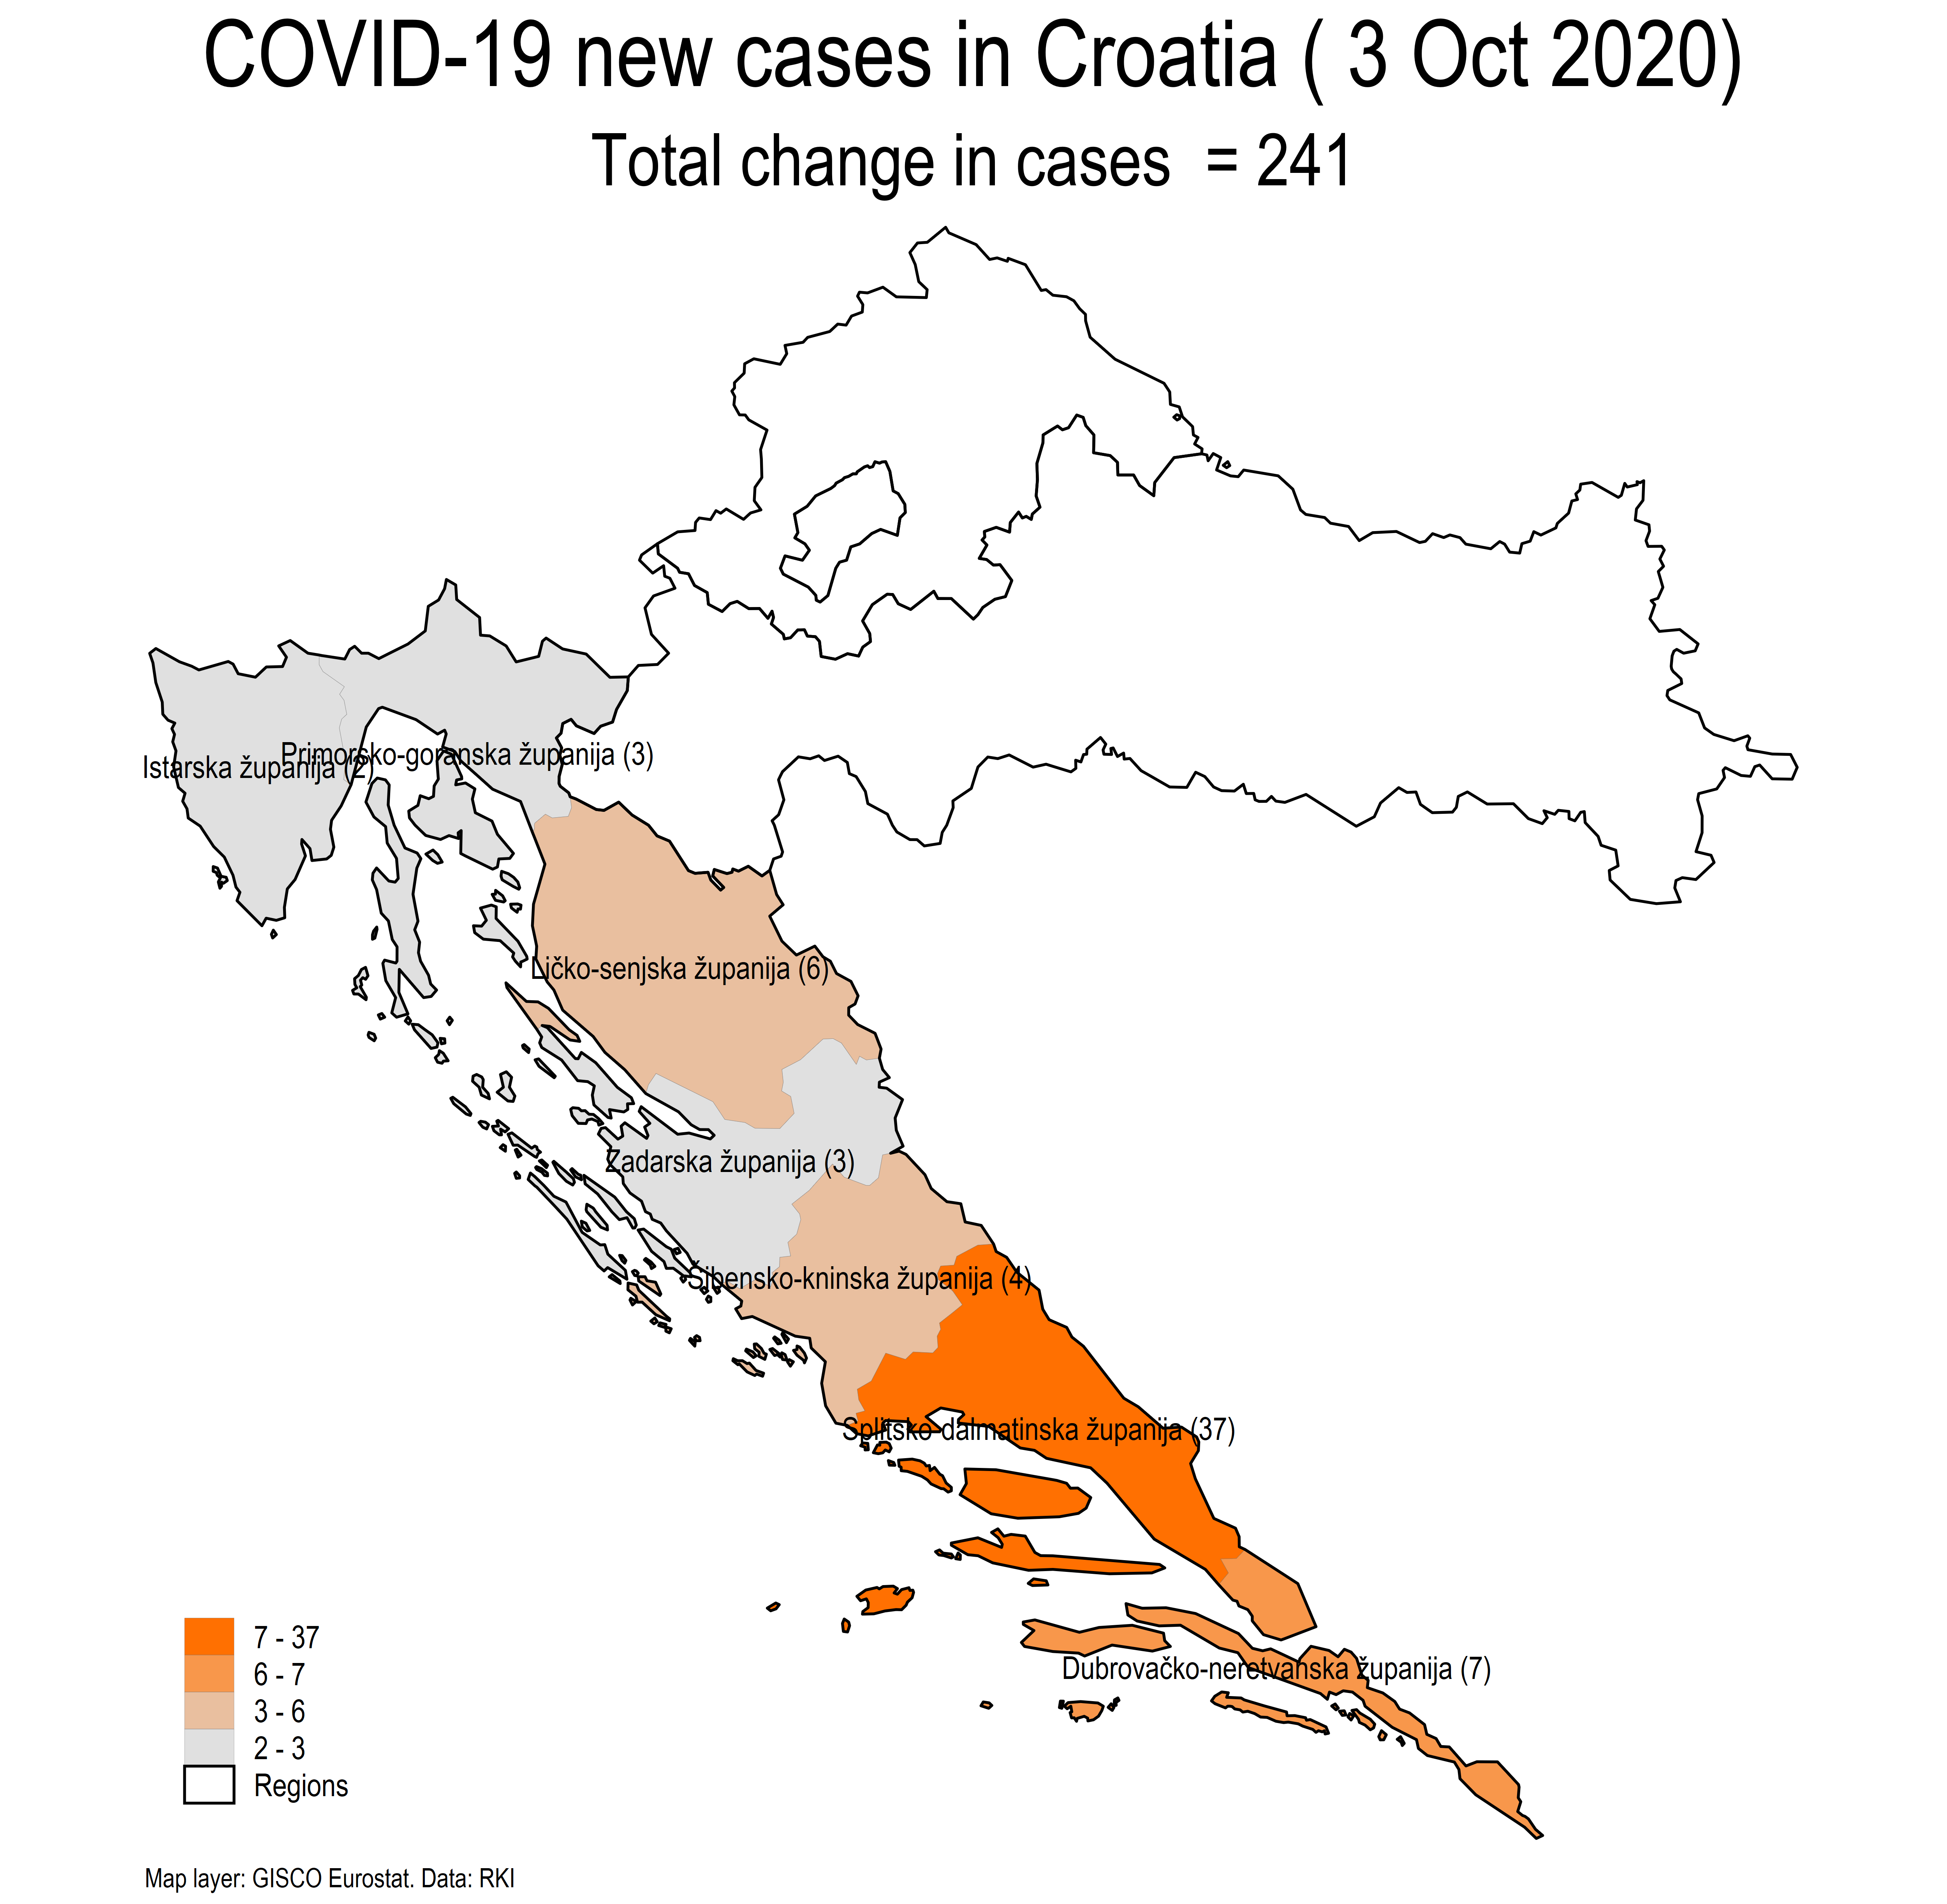 COVID-19 new cases in Croatia ( 3 Oct 2020)
Total change in cases  = 241
Primorsko-goranska županija (3)
Istarska županija (2)
Ličko-senjska županija (6)
Zadarska županija (3)
Šibensko-kninska županija (4)
Splitsko-dalmatinska županija (37)
Dubrovačko-neretvanska županija (7)
7 - 37
6 - 7
3 - 6
2 - 3
Regions
Map layer: GISCO Eurostat. Data: RKI